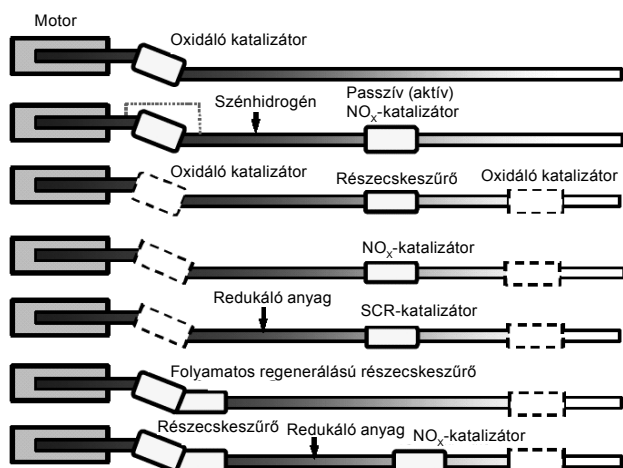 Motor
Oxidáló katalizátor
Szénhidrogén
Passzív (aktív)
NOₓ-katalizátor
Oxidáló katalizátor
Részecskeszűrő
Oxidáló katalizátor
NOₓ-katalizátor
Redukáló anyag
SCR-katalizátor
Folyamatos regenerálású részecskeszűrő
Részecskeszűrő
Redukáló anyag
NOₓ-katalizátor